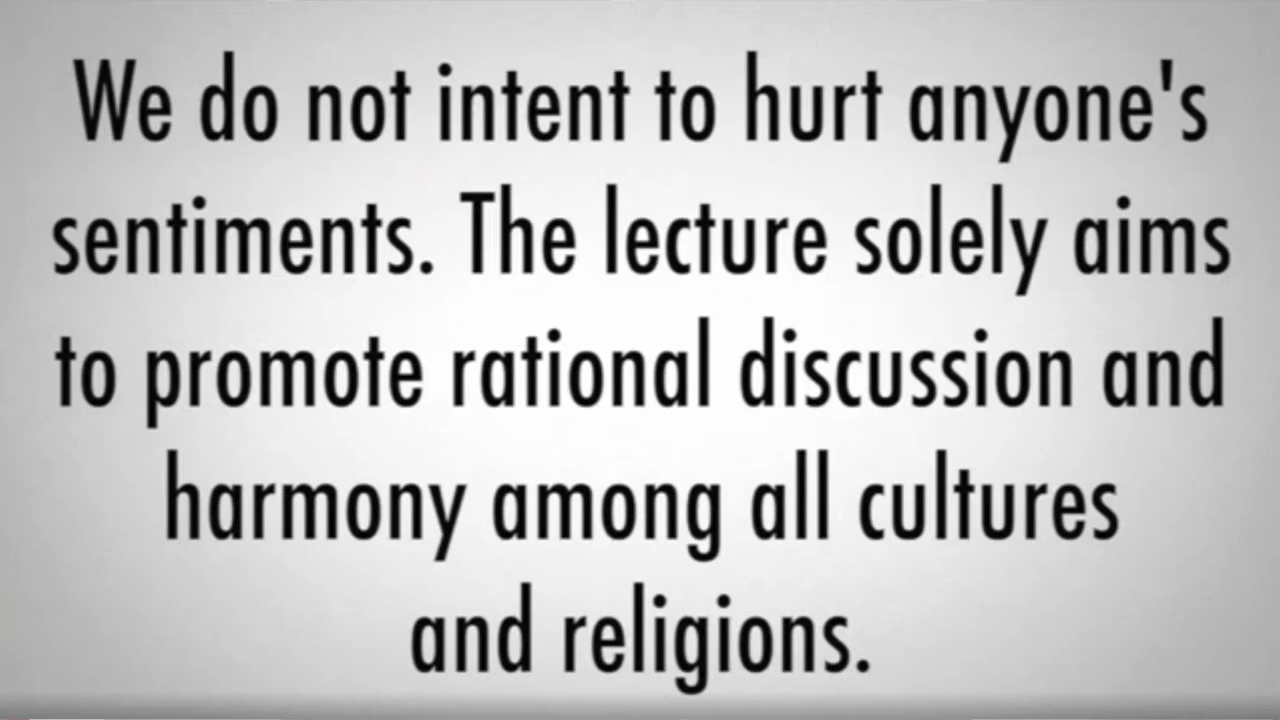 We do not intent to hurt anyone's
sentiments. The lecture solely aims
to promote rational discussion and
harmony among all cultures
and religions.